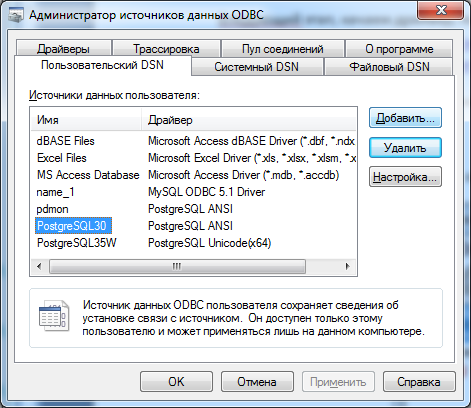 Администратор источников данных ODBC
Драйверы Трассировка Пул соединений О программе
Пользовательский DSN Системный DSN Файловый DSN
Источники данных пользователя:
Имя Драйвер
dBASE Files Microsoft Access dBASE Driver (*.dbf, *.ndx
Excel Files Microsoft Excel Driver (*.xls, *.xlsx, *.xlsm, *.x
MS Access Database Microsoft Access Driver (*.mdb, *.accdb)
name_1 MySQL ODBC 5.1 Driver
pdmon PostgreSQL ANSI
PostgreSQL30 PostgreSQL ANSI
PostgreSQL35W PostgreSQL Unicode(x64)
Добавить...
Удалить
Настройка...
Источник данных ODBC пользователя сохраняет сведения об
установке связи с источником. Он доступен только этому
пользователю и может применяться лишь на данном компьютере.
OK Отмена Применить Справка